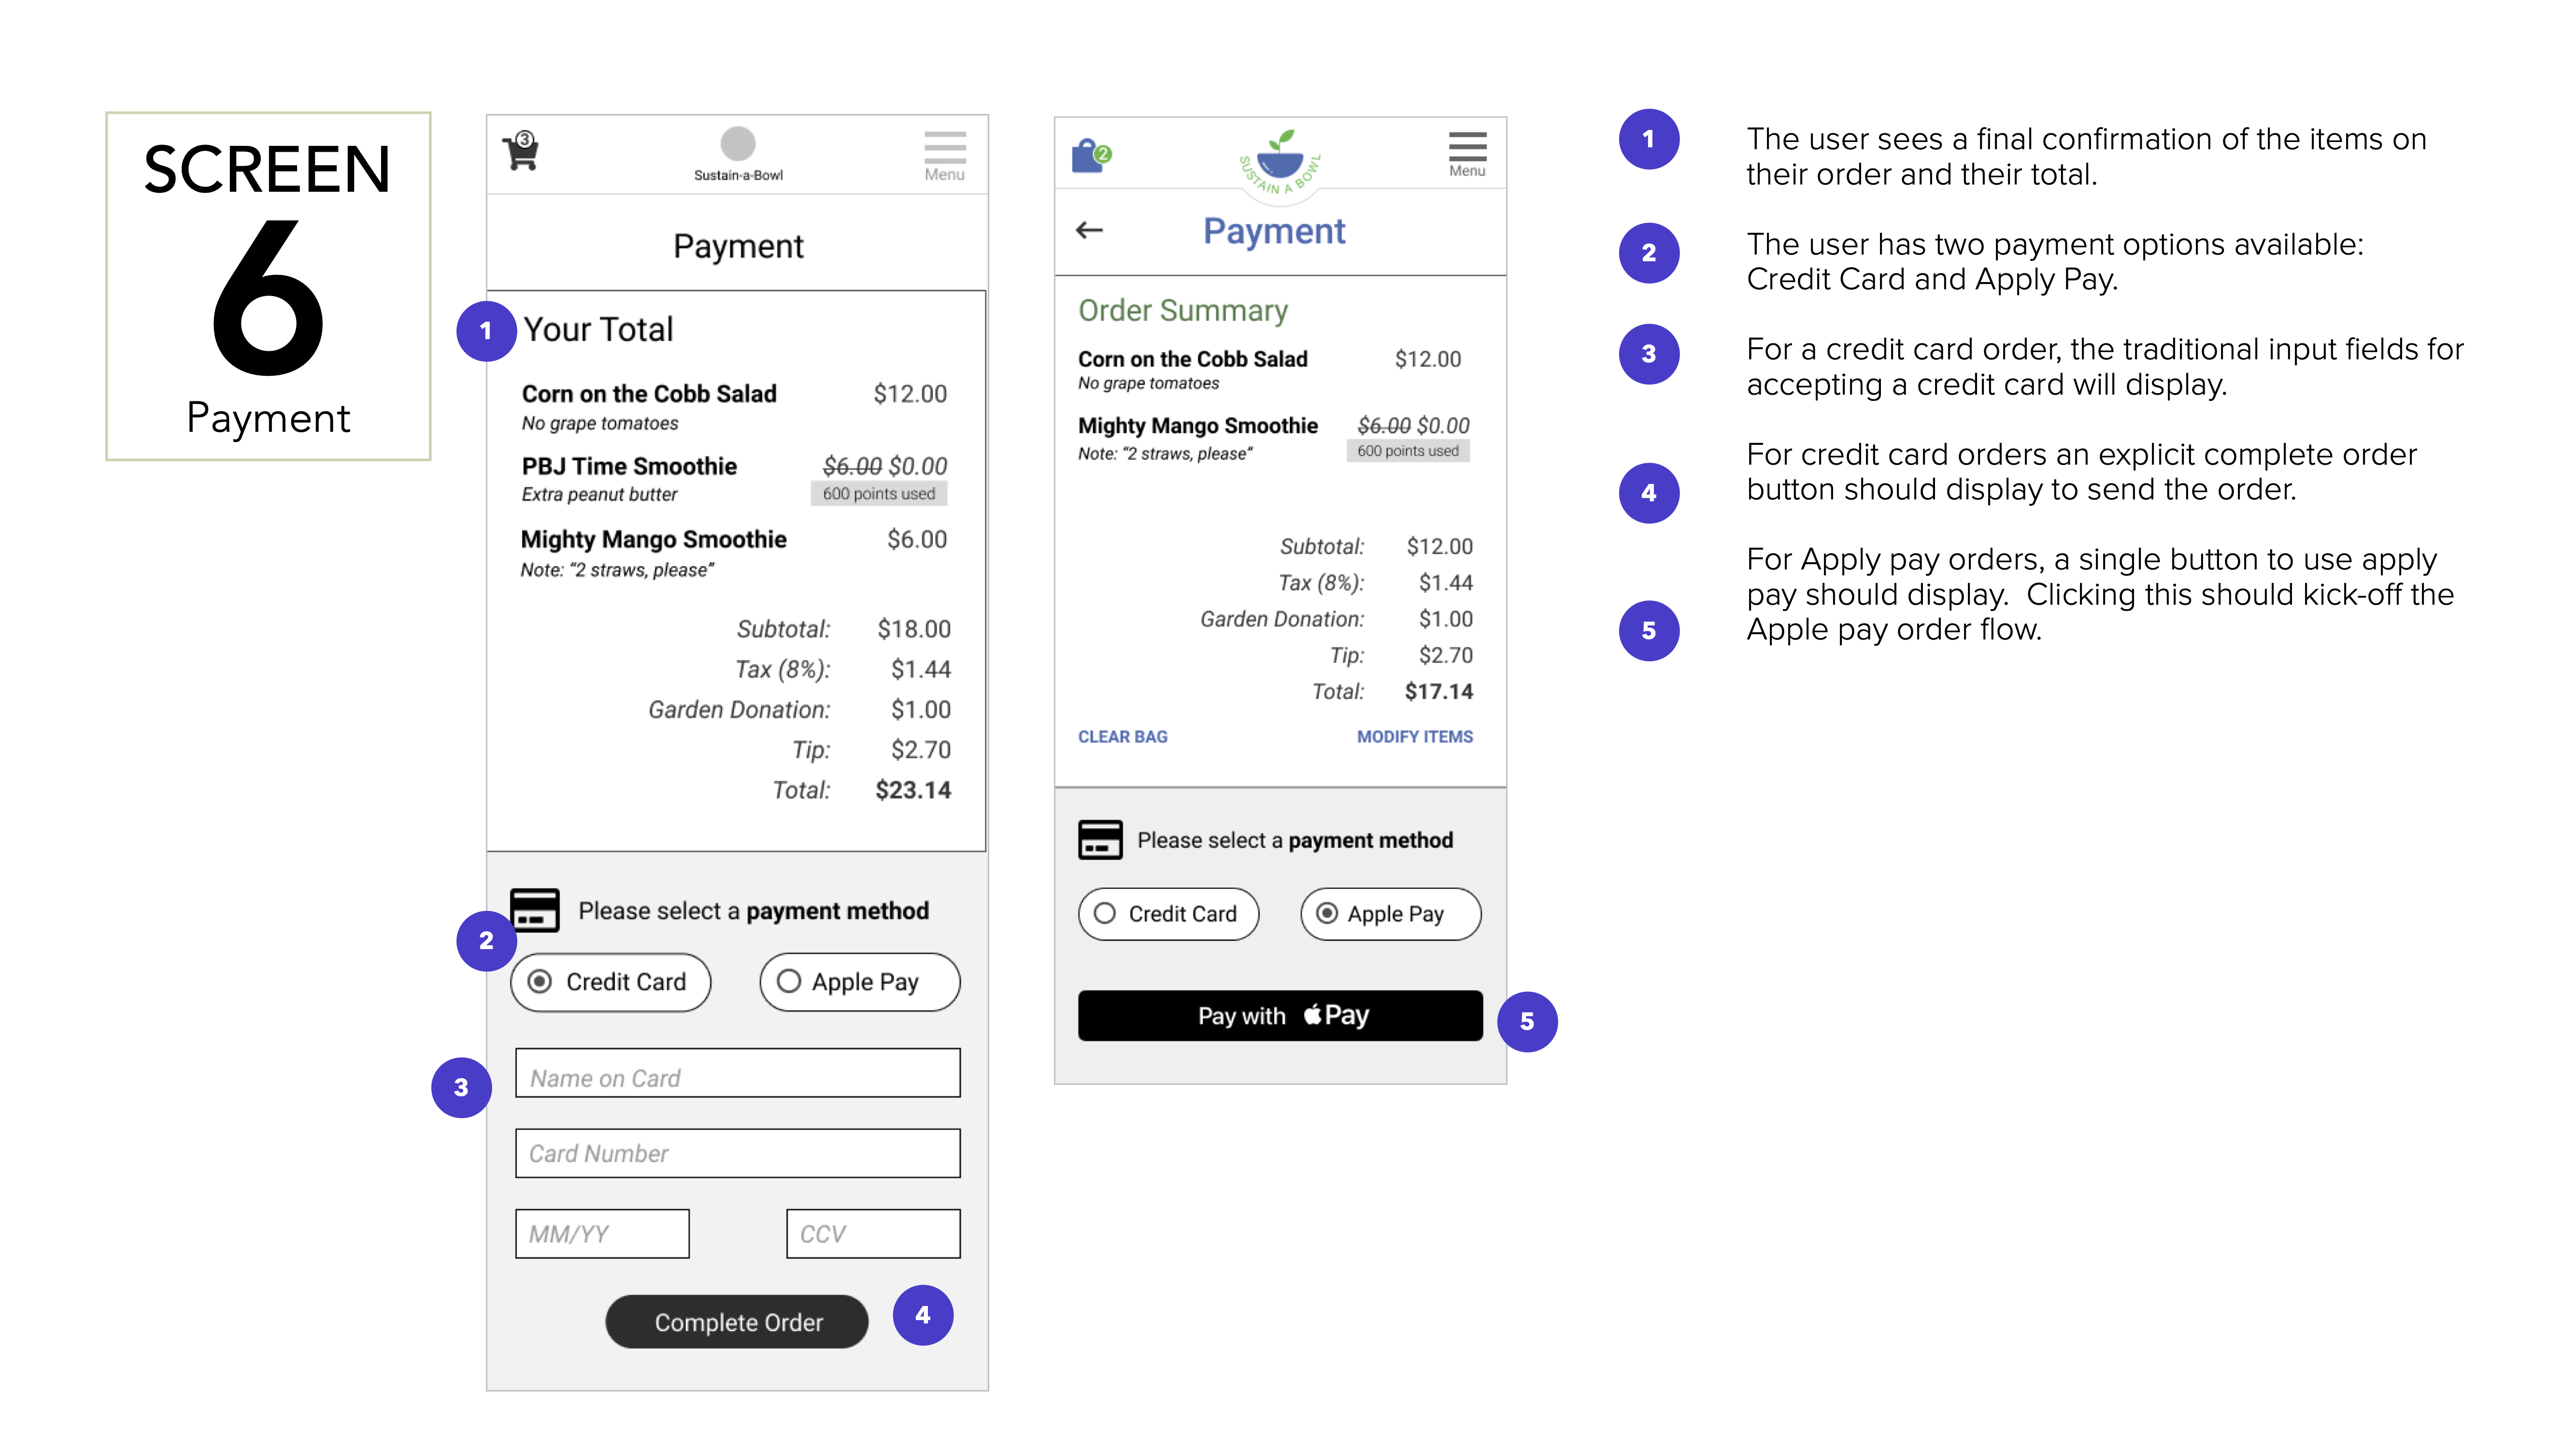 SCREEN
6
Payment
3
Sustain-a-Bowl
Menu
Payment
1
Your Total
Corn on the Cobb Salad $12.00
No grape tomatoes
PBJ Time Smoothie $6.00 $0.00
Extra peanut butter 600 points used
Mighty Mango Smoothie $6.00
Note: “2 straws, please”
Subtotal: $18.00
Tax (8%): $1.44
Garden Donation: $1.00
Tip: $2.70
Total: $23.14
Please select a payment method
2
Credit Card Apple Pay
3
Name on Card
Card Number
MM/YY CCV
Complete Order
4
2
SUSTAIN A BOWL
Menu
Payment
Order Summary
Corn on the Cobb Salad $12.00
No grape tomatoes
Mighty Mango Smoothie $6.00 $0.00
Note: “2 straws, please” 600 points used
Subtotal: $12.00
Tax (8%): $1.44
Garden Donation: $1.00
Tip: $2.70
Total: $17.14
CLEAR BAG MODIFY ITEMS
Please select a payment method
Credit Card Apple Pay
Pay with Pay
5
1
The user sees a final confirmation of the items on
their order and their total.
2
The user has two payment options available:
Credit Card and Apply Pay.
3
For a credit card order, the traditional input fields for
accepting a credit card will display.
4
For credit card orders an explicit complete order
button should display to send the order.
5
For Apply pay orders, a single button to use apply
pay should display.  Clicking this should kick-off the
Apple pay order flow.